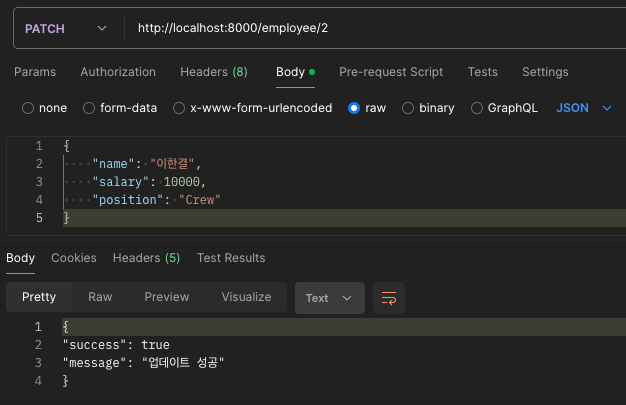 PATCH http://localhost:8000/employee/2
Params Authorization Headers (8) Body Pre-request Script Tests Settings
none form-data x-www-form-urlencoded raw binary GraphQL JSON
1 {
2 "name": "이한결",
3 "salary": 10000,
4 "position": "Crew"
5 }
Body Cookies Headers (5) Test Results
Pretty Raw Preview Visualize Text
1 {
2 "success": true
3 "message": "업데이트 성공"
4 }